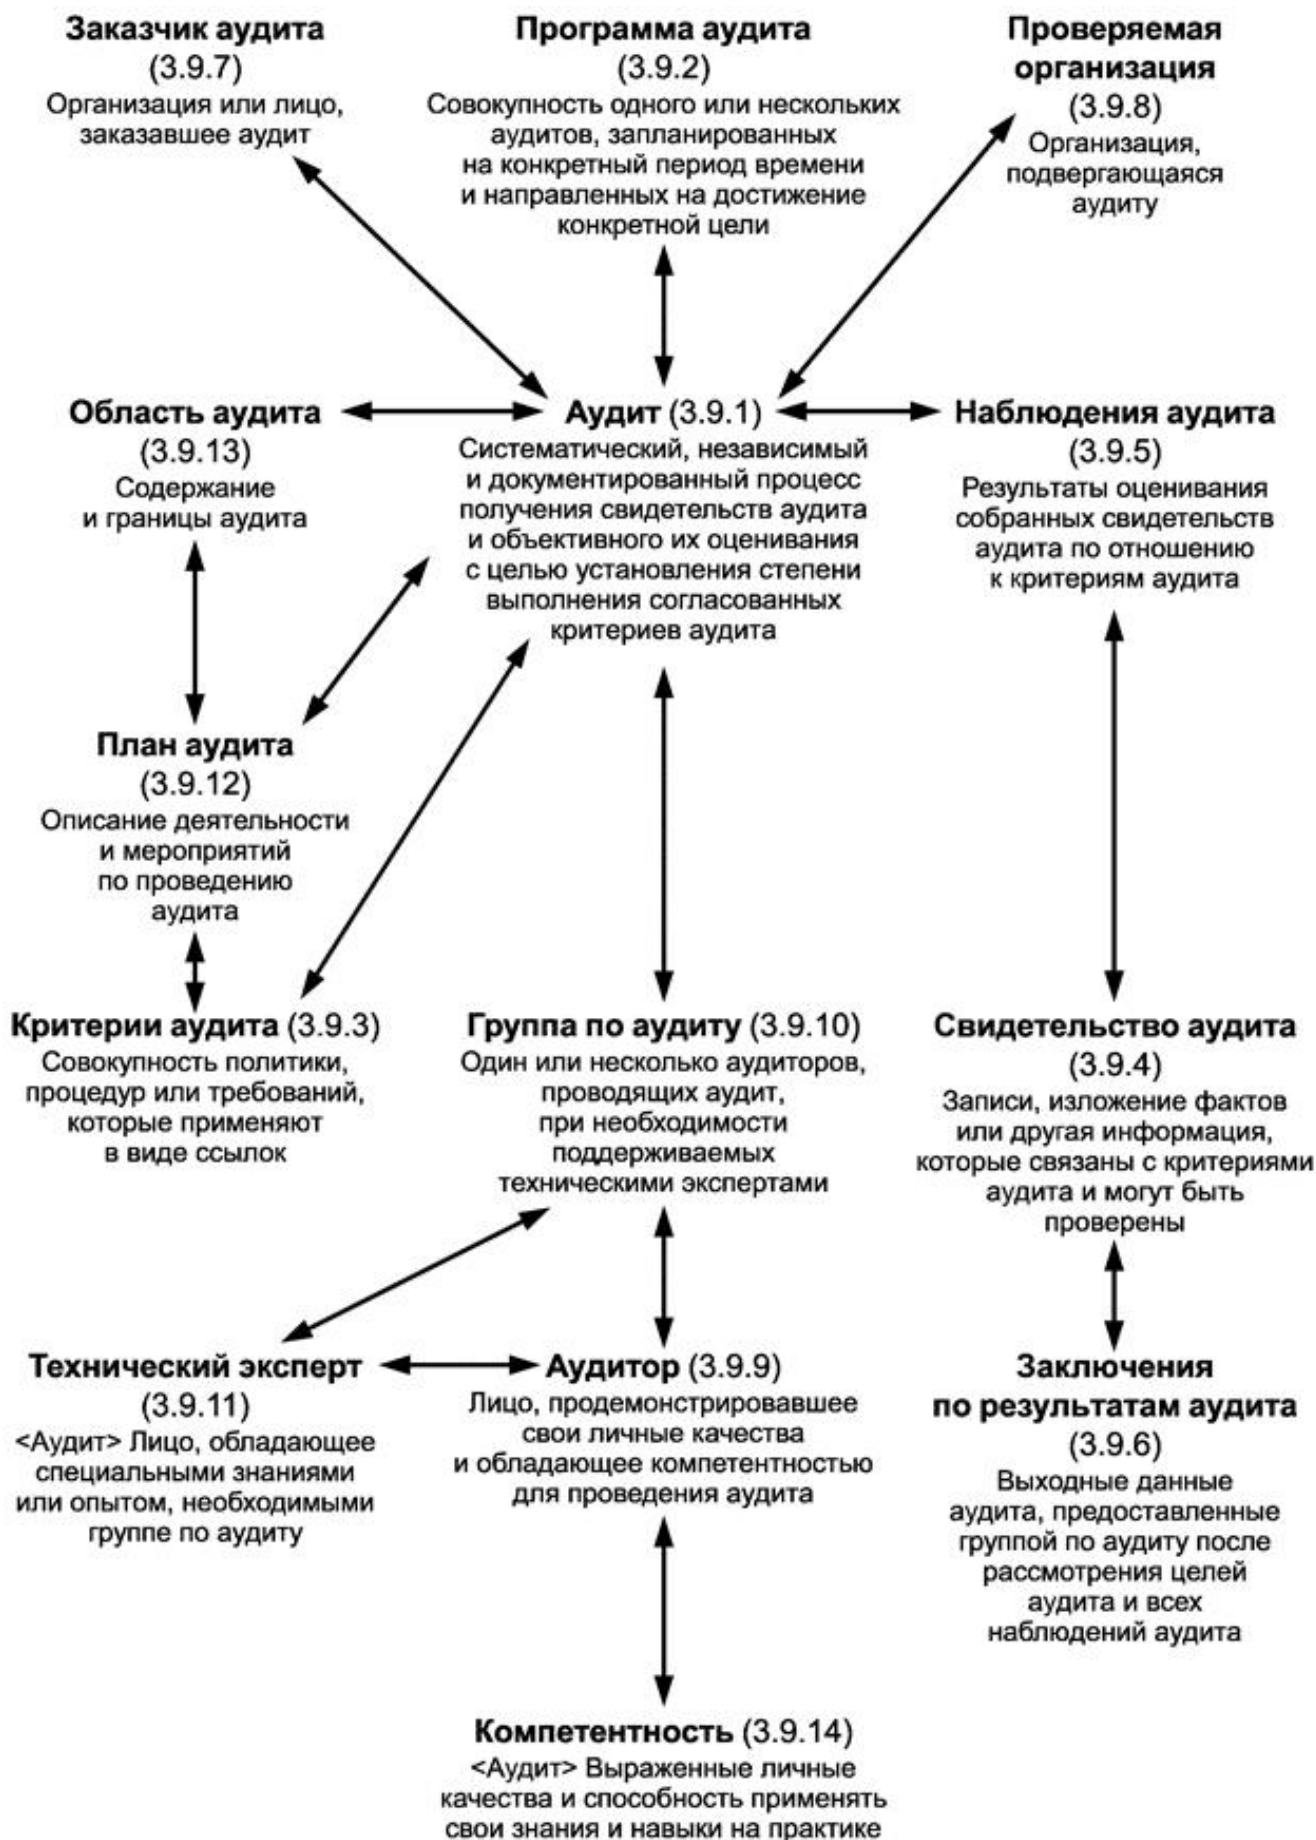 Заказчик аудита
(3.9.7)
Организация или лицо,
заказавшее аудит
Программа аудита
(3.9.2)
Совокупность одного или нескольких
аудитов, запланированных
на конкретный период времени
и направленных на достижение
конкретной цели
Проверяемая
организация
(3.9.8)
Организация,
подвергающаяся
аудиту
Область аудита
(3.9.13)
Содержание
и границы аудита
Аудит (3.9.1)
Систематический, независимый
и документированный процесс
получения свидетельств аудита
и объективного их оценивания
с целью установления степени
выполнения согласованных
критериев аудита
Наблюдения аудита
(3.9.5)
Результаты оценивания
собранных свидетельств
аудита по отношению
к критериям аудита
План аудита
(3.9.12)
Описание деятельности
и мероприятий
по проведению
аудита
Критерии аудита (3.9.3)
Совокупность политики,
процедур или требований,
которые применяют
в виде ссылок
Группа по аудиту (3.9.10)
Один или несколько аудиторов,
проводящих аудит,
при необходимости
поддерживаемых
техническими экспертами
Свидетельство аудита
(3.9.4)
Записи, изложение фактов
или другая информация,
которые связаны с критериями
аудита и могут быть
проверены
Технический эксперт
(3.9.11)
<Аудит> Лицо, обладающее
специальными знаниями
или опытом, необходимыми
группе по аудиту
Аудитор (3.9.9)
Лицо, продемонстрировавшее
свои личные качества
и обладающее компетентностью
для проведения аудита
Заключения
по результатам аудита
(3.9.6)
Выходные данные
аудита, предоставленные
группой по аудиту после
рассмотрения целей
аудита и всех
наблюдений аудита
Компетентность (3.9.14)
<Аудит> Выраженные личные
качества и способность применять
свои знания и навыки на практике